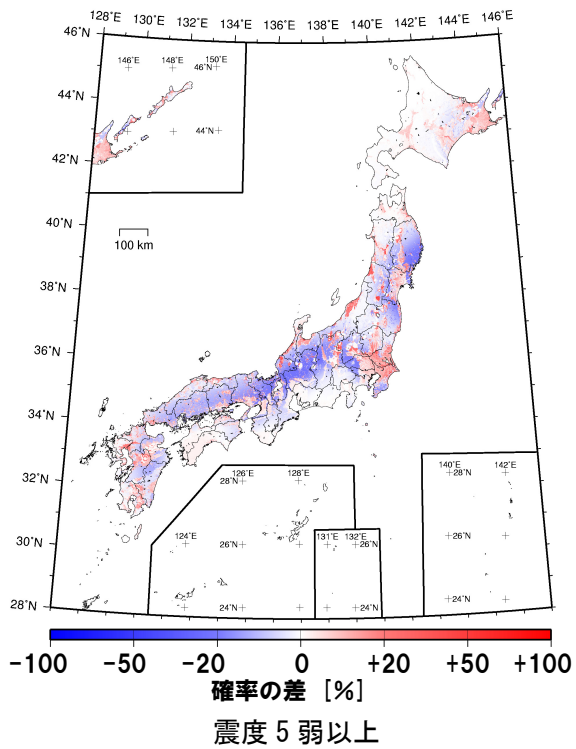 128˚E 130˚E 132˚E 134˚E 136˚E 138˚E 140˚E 142˚E 144˚E 146˚E
46˚N
146˚E 148˚E 150˚E
46˚N
44˚N
44˚N
42˚N
40˚N
100 km
38˚N
36˚N
34˚N
32˚N
126˚E 128˚E
28˚N
140˚E 142˚E
28˚N
30˚N
124˚E
26˚N
131˚E 132˚E
26˚N
26˚N
28˚N
24˚N
24˚N
24˚N
-100 -50 -20 0 +20 +50 +100
確率の差 [%]
震度5弱以上